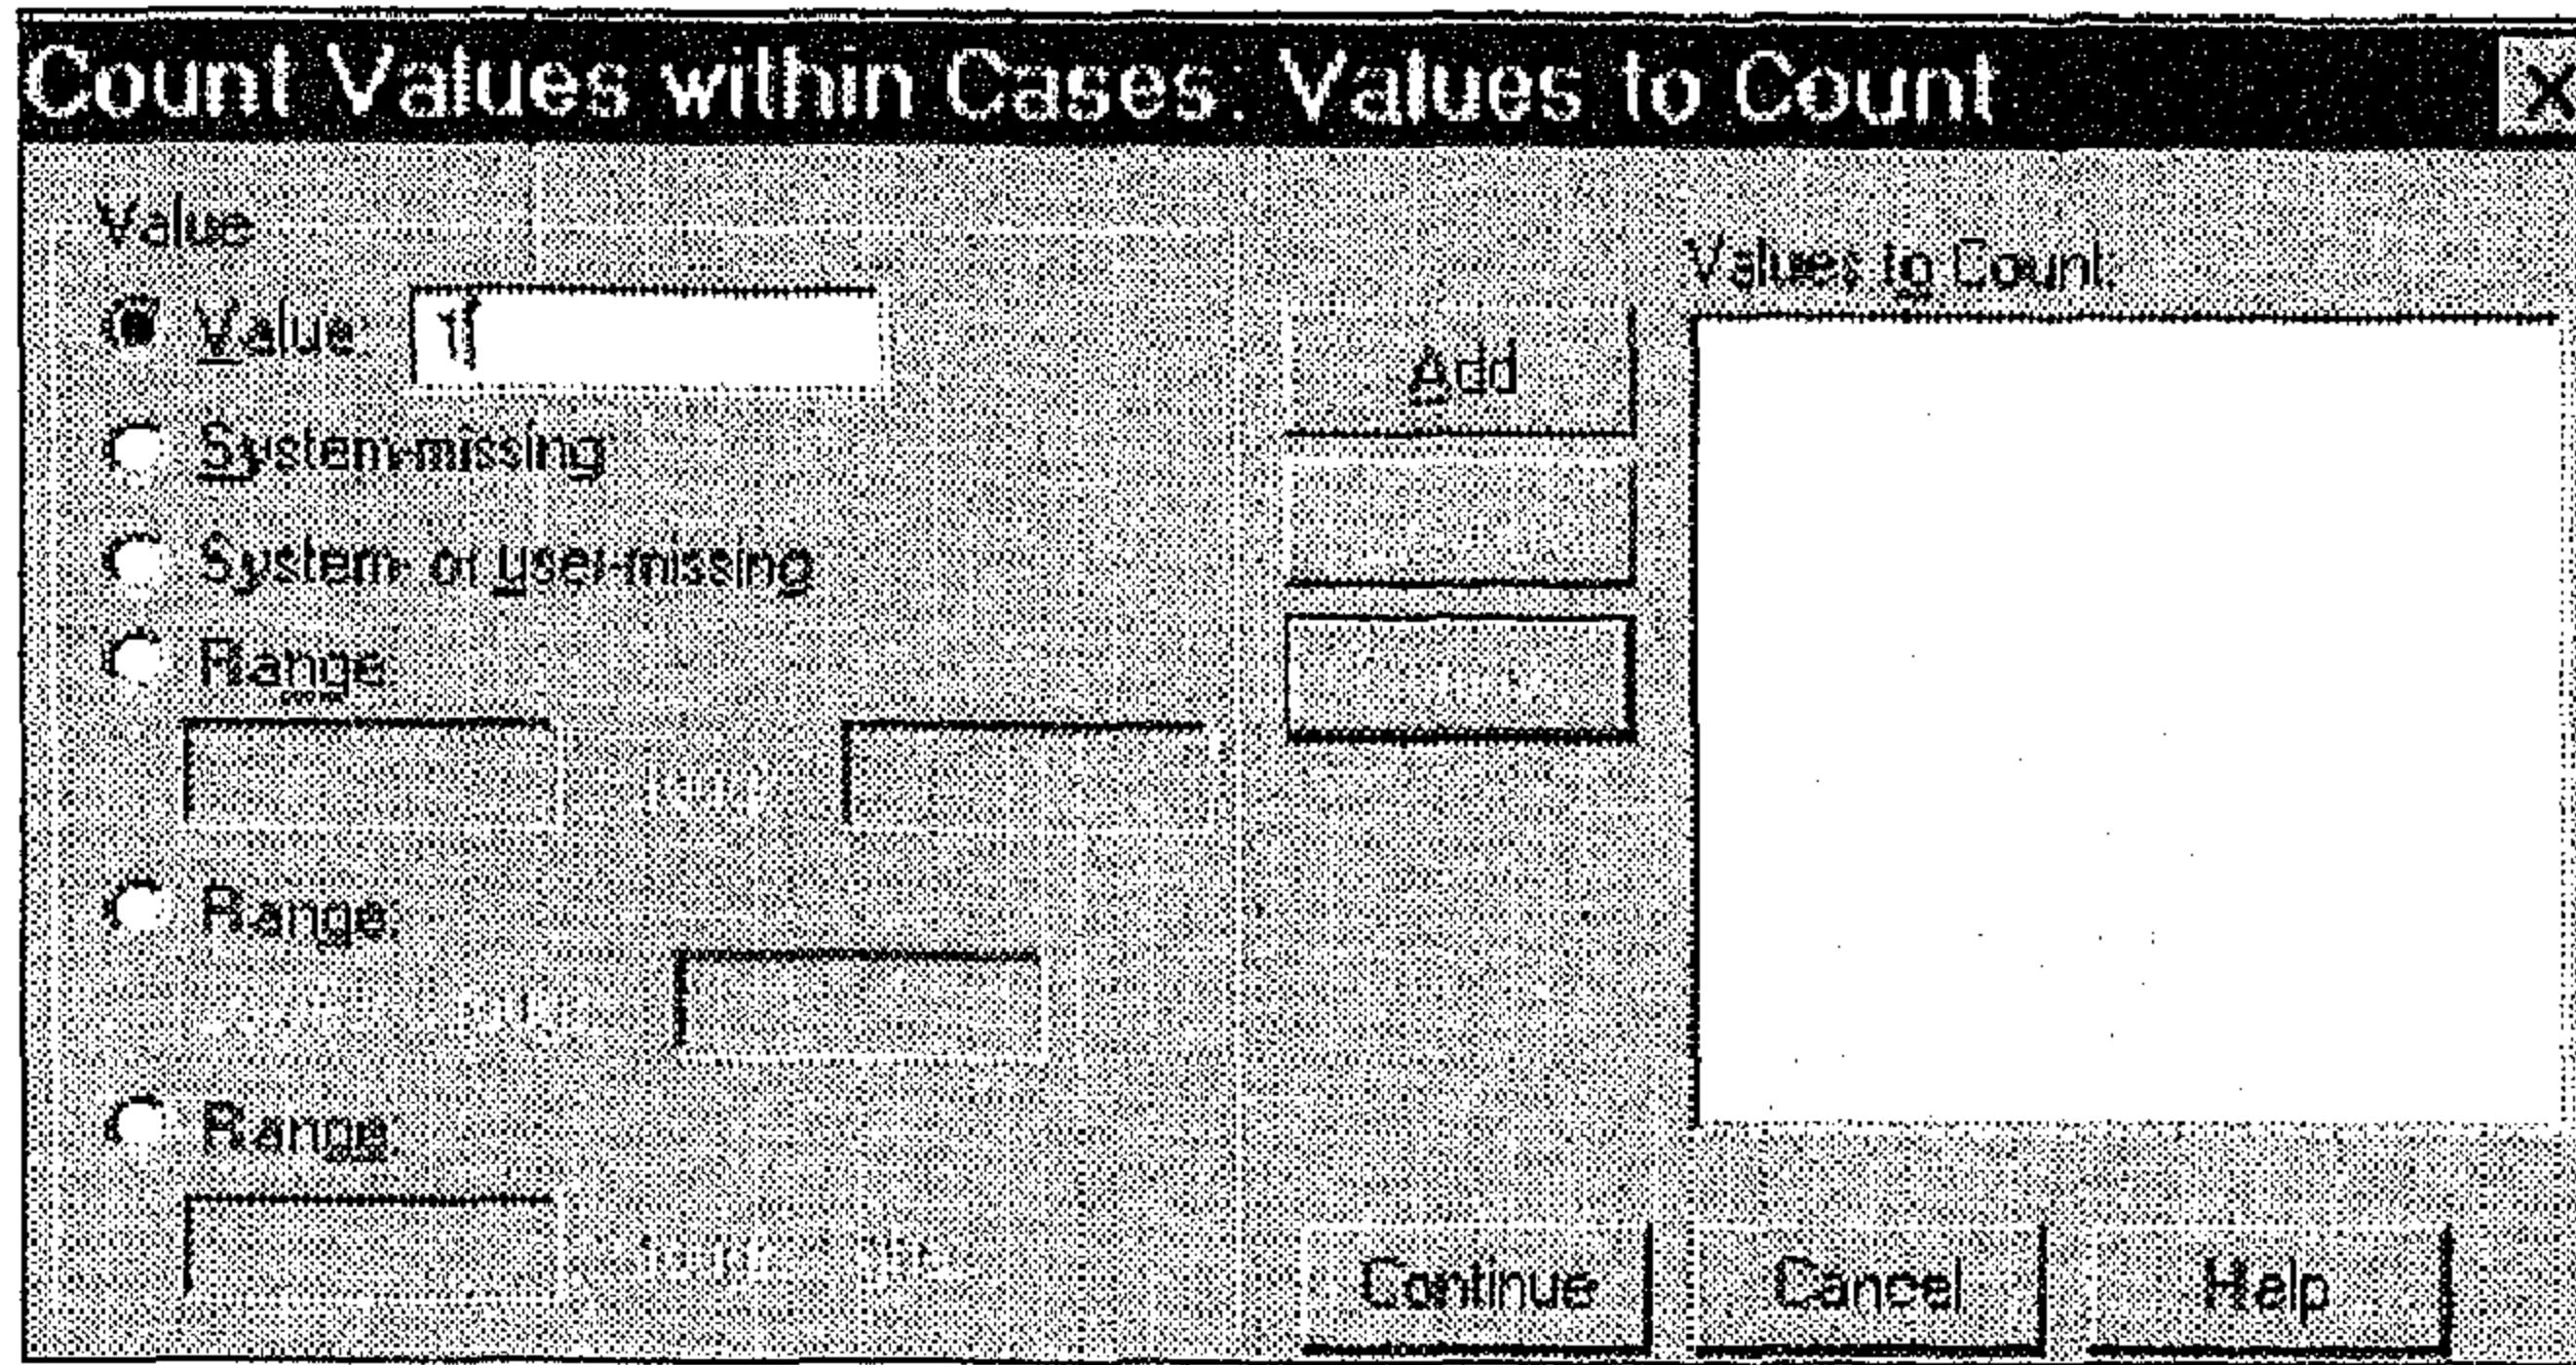 Count Values within Cases: Values to Count
Value
Value: 1
System-missing
System- or user-missing
Range:
Range:
Range:
Add
Values to Count:
Continue
Cancel
Help